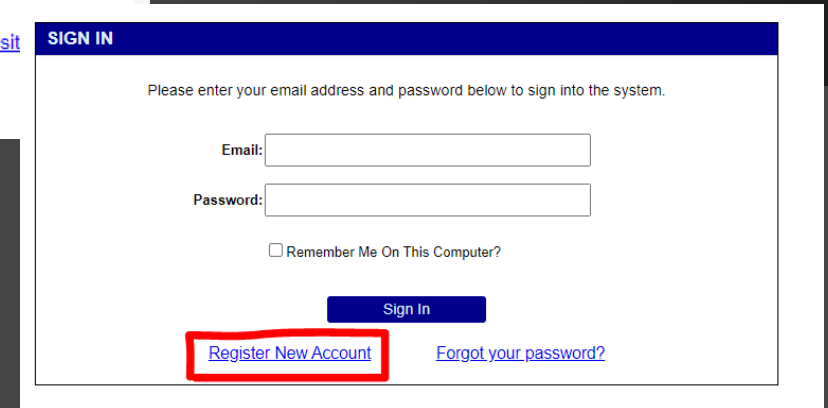 sit
SIGN IN
Please enter your email address and password below to sign into the system.
Email:
Password:
Remember Me On This Computer?
Sign In
Register New Account Forgot your password?